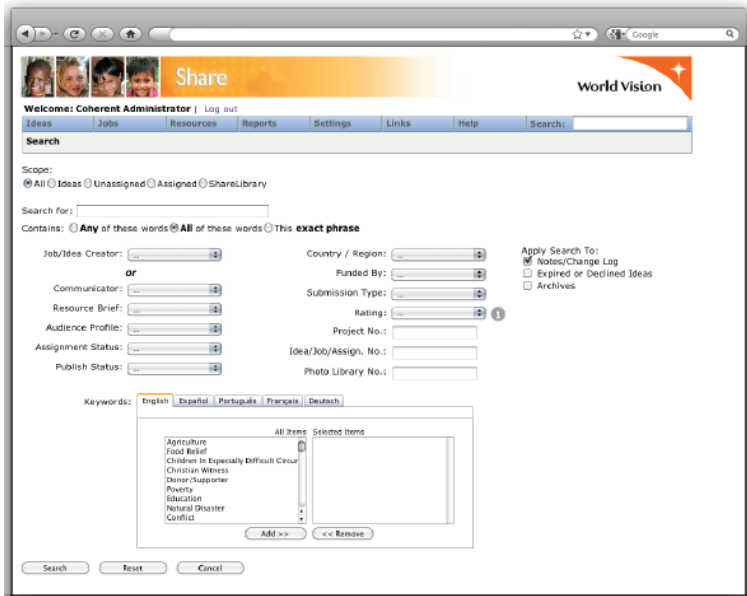 Google
Share
World Vision
Welcome: Coherent Administrator | Log out
Ideas Jobs Resources Reports Settings Links Help Search:
Search
Scope:
All Ideas Unassigned Assigned ShareLibrary
Search for:
Contains: Any of these words All of these words This exact phrase
Job/Idea Creator: ...
or
Communicator: ...
Resource Brief: ...
Audience Profile: ...
Assignment Status: ...
Publish Status: ...
Country / Region: ...
Funded By: ...
Submission Type: ...
Rating: ... 1
Project No.:
Idea/Job/Assign. No.:
Photo Library No.:
Apply Search To:
Notes/Change Log
Expired or Declined Ideas
Archives
Keywords: English Español Português Français Deutsch
All Items Selected Items
Agriculture
Food Relief
Children In Especially Difficult Circur
Christian Witness
Donor/Supporter
Poverty
Education
Natural Disaster
Conflict
Add >> << Remove
Search Reset Cancel